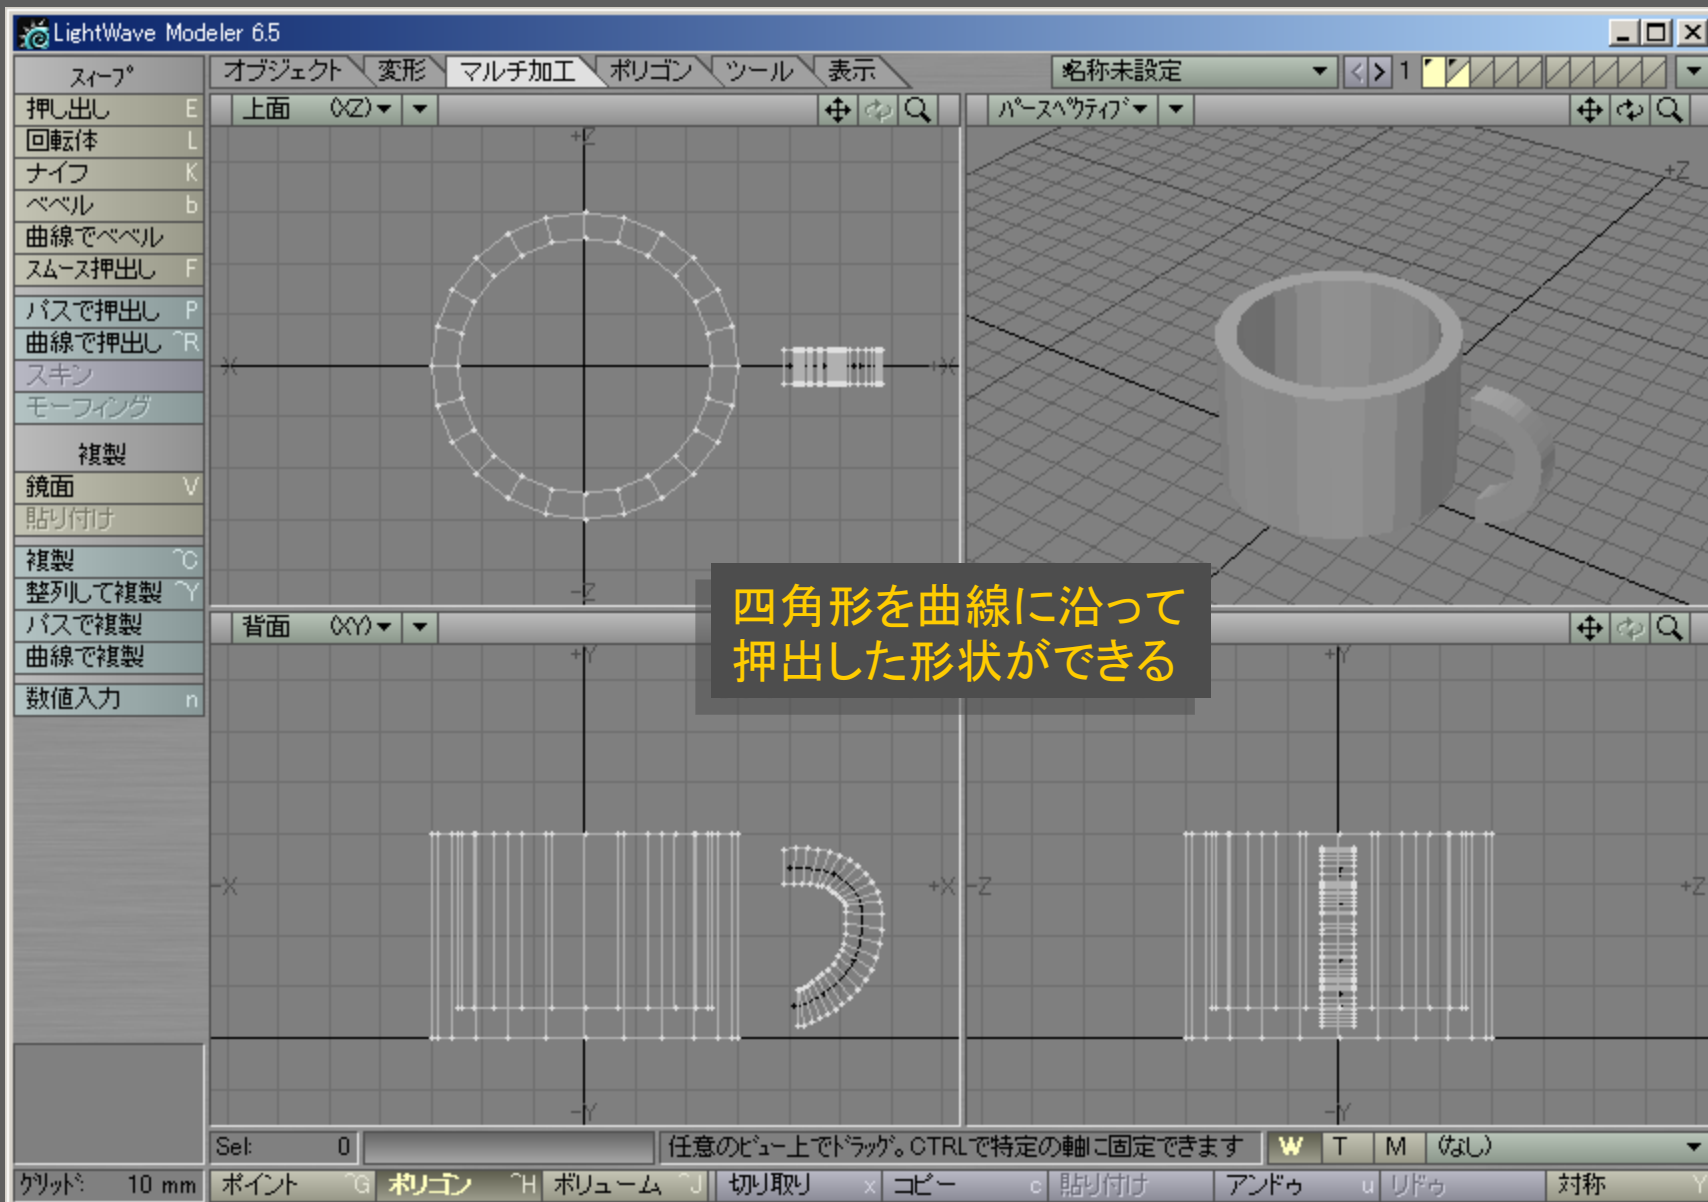 LightWave Modeler 6.5
スイープ
オブジェクト 変形 マルチ加工 ポリゴン ツール 表示
名称未設定
1
押し出し E
回転体 L
ナイフ K
ベベル b
曲線でベベル
スムース押出し F
パスで押出し P
曲線で押出し ^R
スキン
モーフィング
複製
鏡面 V
貼り付け
複製 ^C
整列して複製 ^Y
パスで複製
曲線で複製
数値入力 n
上面 (XZ)
+Z
-X
+X
-Z
パースペクティブ
+Z
四角形を曲線に沿って
押出した形状ができる
背面 (XY)
+Y
-X
+X
-Y
+Y
-Z
+Z
-Y
Sel: 0
任意のビュー上でドラッグ。CTRLで特定の軸に固定できます
W T M (なし)
グリッド: 10 mm
ポイント ^G ポリゴン ^H ボリューム ^J 切り取り x コピー c 貼り付け アンドゥ u リドゥ 対称 Y